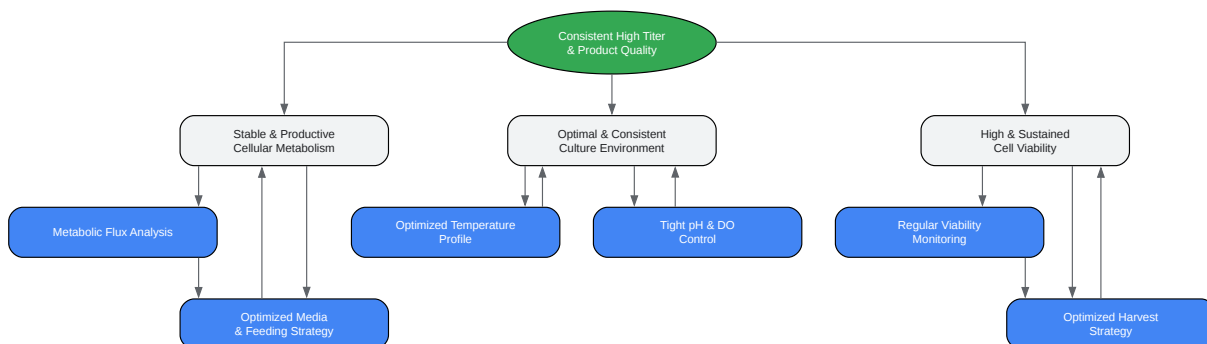 Consistent High Titer
& Product Quality
Stable & Productive
Cellular Metabolism
Optimal & Consistent
Culture Environment
High & Sustained
Cell Viability
Metabolic Flux Analysis
Optimized Temperature
Profile
Tight pH & DO
Control
Regular Viability
Monitoring
Optimized Media
& Feeding Strategy
Optimized Harvest
Strategy